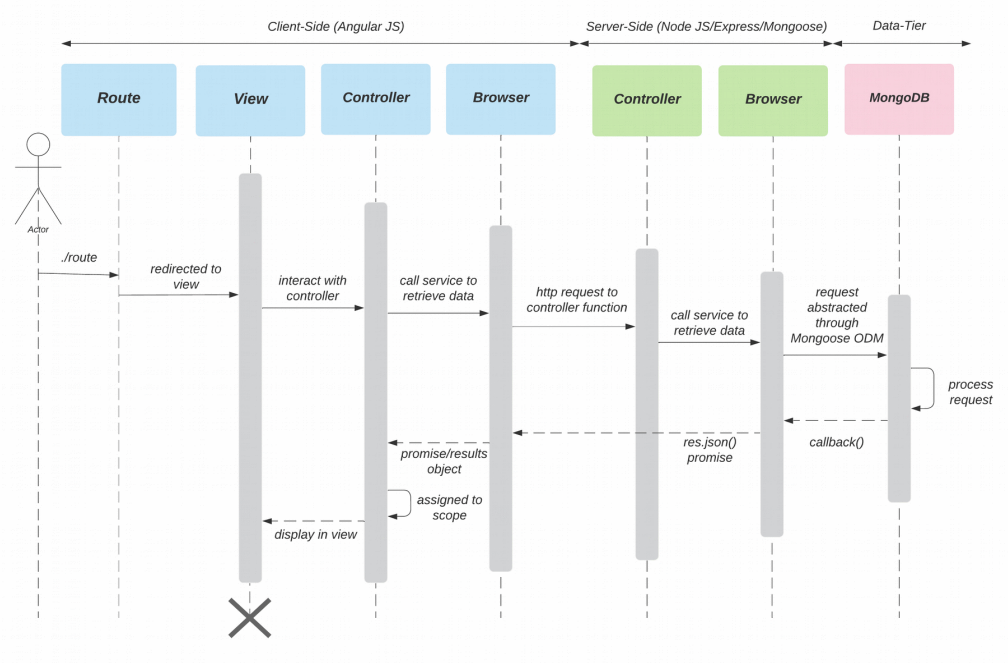 Client-Side (Angular JS)
Server-Side (Node JS/Express/Mongoose)
Data-Tier
Route
View
Controller
Browser
Controller
Browser
MongoDB
Actor
./route
redirected to
view
interact with
controller
call service to
retrieve data
http request to
controller function
call service to
retrieve data
request
abstracted
through
Mongoose ODM
process
request
callback()
res.json()
promise
promise/results
object
assigned to
scope
display in view